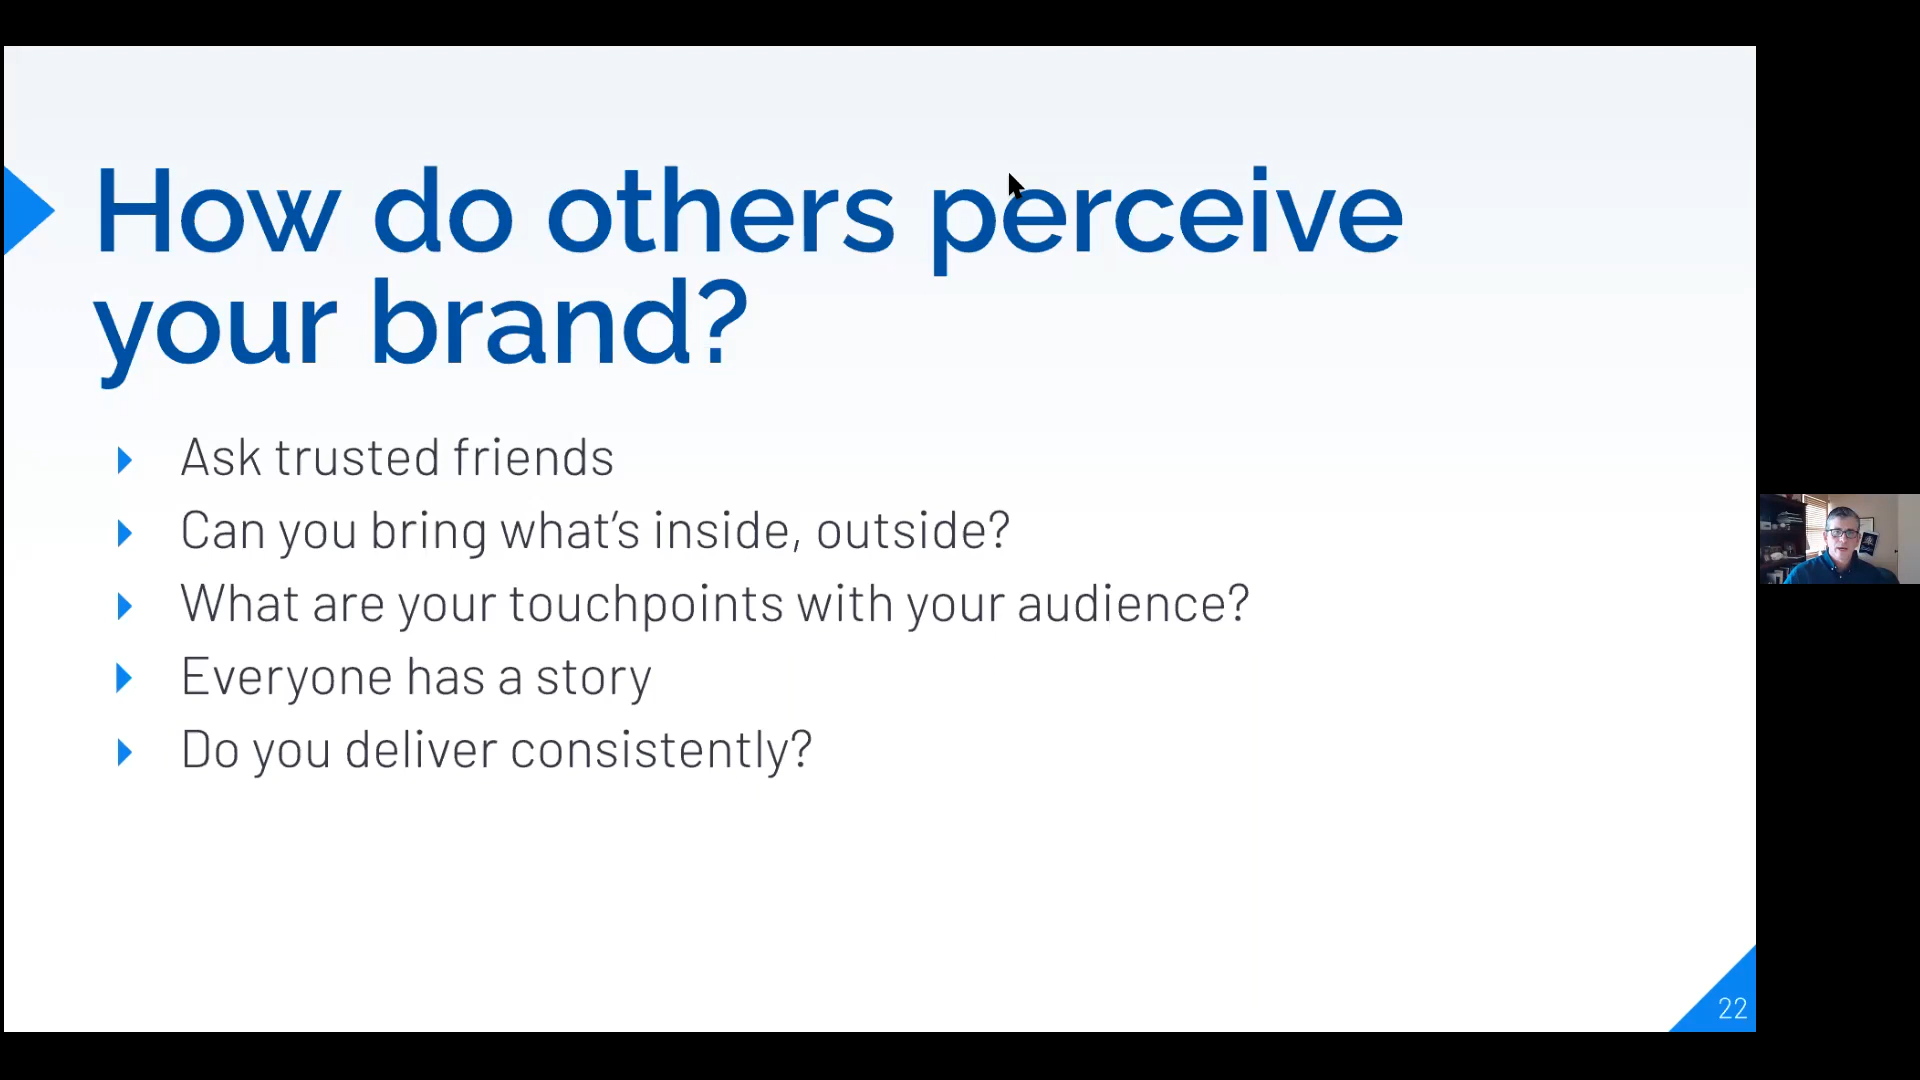 How do others perceive
your brand?
Ask trusted friends
Can you bring what’s inside, outside?
What are your touchpoints with your audience?
Everyone has a story
Do you deliver consistently?
22